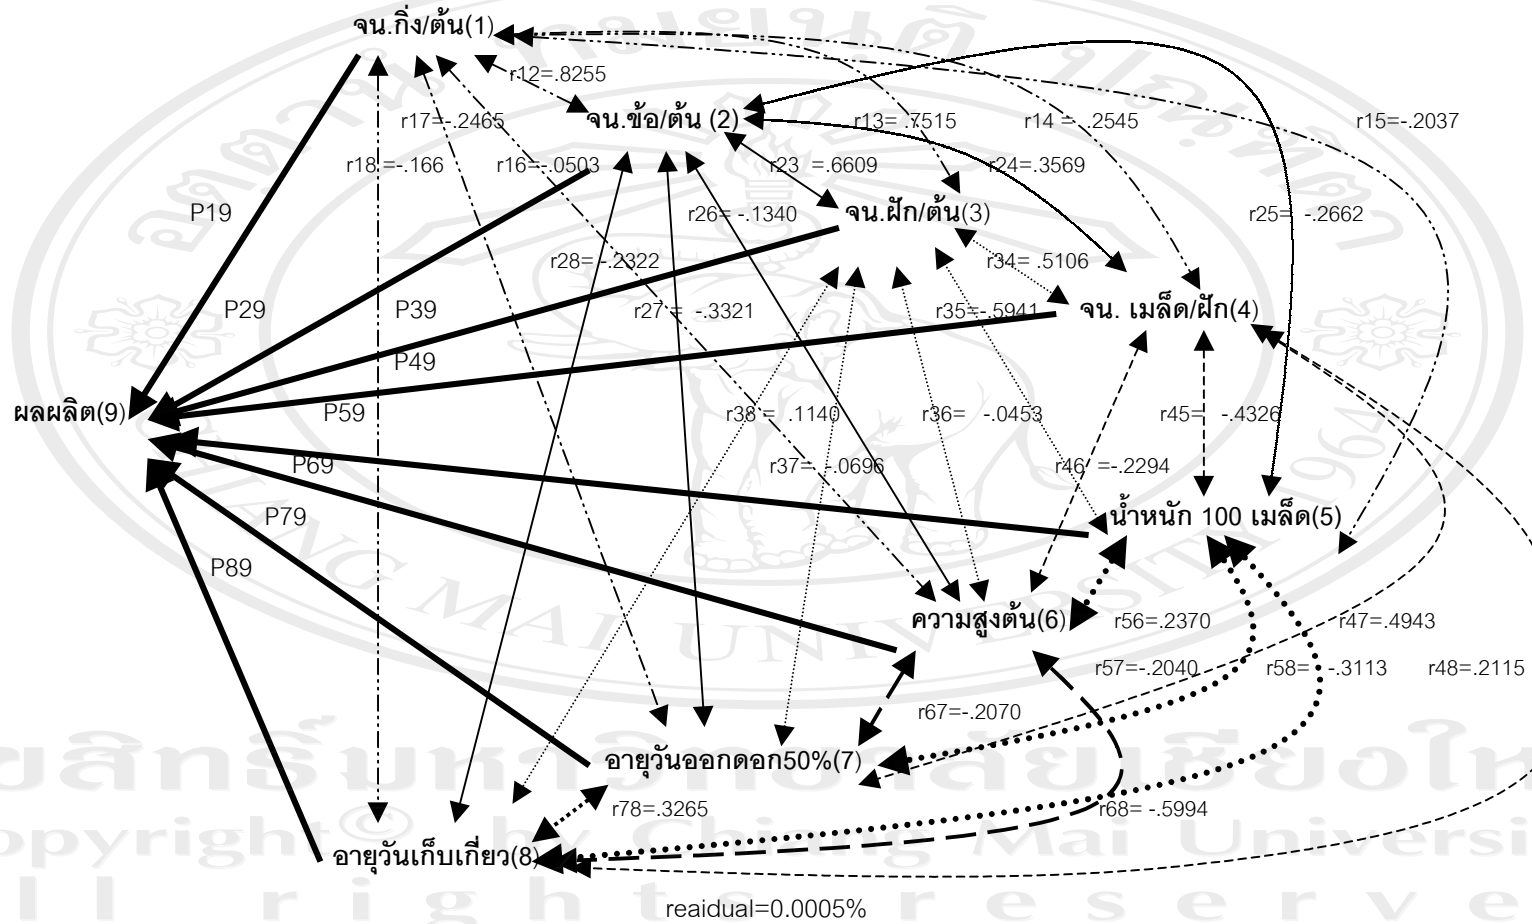 จน.กิ่ง/ต้น(1)
r12=.8255
r17=-.2465
จน.ข้อ/ต้น (2)
r13=.7515
r14 = .2545
r15=-.2037
r18 =-.166
r16=-.0503
r23 =.6609
r24=.3569
P19
r26= -.1340
จน.ฝัก/ต้น(3)
r25= -.2662
r28= -.2322
r34= .5106
P29
P39
r27 = -.3321
r35=-.5941
จน. เมล็ด/ฝัก(4)
P49
ผลผลิต(9)
P59
r38 = .1140
r36= -.0453
r45= -.4326
P69
r37= -.0696
r46 =-.2294
P79
น้ำหนัก 100 เมล็ด(5)
P89
ความสูงต้น(6)
r56=.2370
r47=.4943
r57=-.2040
r58= -.3113
r48=.2115
r67=-.2070
อายุวันออกดอก50%(7)
r78=.3265
r68= -.5994
อายุวันเก็บเกี่ยว(8)
reaidual=0.0005%